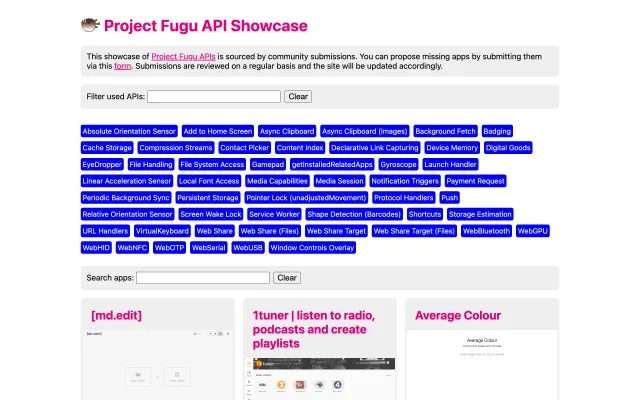 Project Fugu API Showcase
This showcase of Project Fugu APIs is sourced by community submissions. You can propose missing apps by submitting them
via this form. Submissions are reviewed on a regular basis and the site will be updated accordingly.
Filter used APIs: Clear
Absolute Orientation Sensor Add to Home Screen Async Clipboard Async Clipboard (Images) Background Fetch Badging
Cache Storage Compression Streams Contact Picker Content Index Declarative Link Capturing Device Memory Digital Goods
EyeDropper File Handling File System Access Gamepad getInstalledRelatedApps Gyroscope Launch Handler
Linear Acceleration Sensor Local Font Access Media Capabilities Media Session Notification Triggers Payment Request
Periodic Background Sync Persistent Storage Pointer Lock (unadjustedMovement) Protocol Handlers Push
Relative Orientation Sensor Screen Wake Lock Service Worker Shape Detection (Barcodes) Shortcuts Storage Estimation
URL Handlers VirtualKeyboard Web Share Web Share (Files) Web Share Target Web Share Target (Files) WebBluetooth WebGPU
WebHID WebNFC WebOTP WebSerial WebUSB Window Controls Overlay
Search apps: Clear
[md.edit]
1tuner | listen to radio,
podcasts and create
playlists
Average Colour
[md.edit]
Average Colour